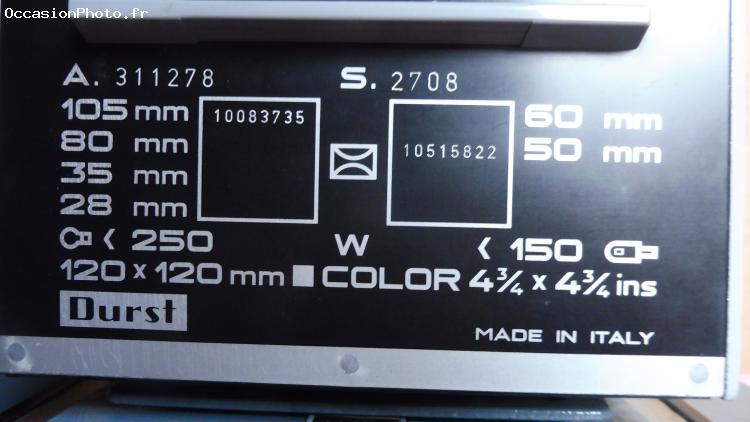 OccasionPhoto.fr
A. 311278 S. 2708
105 mm 10083735 60 mm
80 mm 10515822 50 mm
35 mm
28 mm
< 250 W < 150
120 x 120 mm COLOR 4¾ x 4¾ ins
Durst
MADE IN ITALY